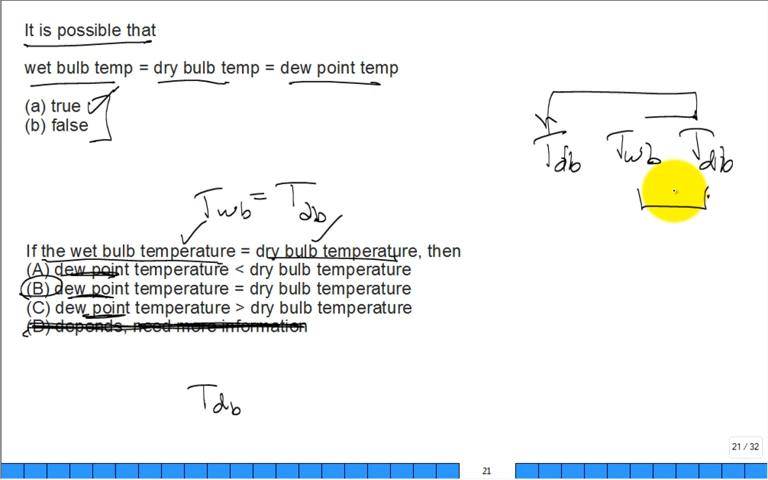 It is possible that
wet bulb temp = dry bulb temp = dew point temp
(a) true
(b) false
Tdb Twb Tdb
Twb = Tdb
If the wet bulb temperature = dry bulb temperature, then
(A) dew point temperature < dry bulb temperature
(B) dew point temperature = dry bulb temperature
(C) dew point temperature > dry bulb temperature
(D) depends, need more information
Tdb
21 / 32
21